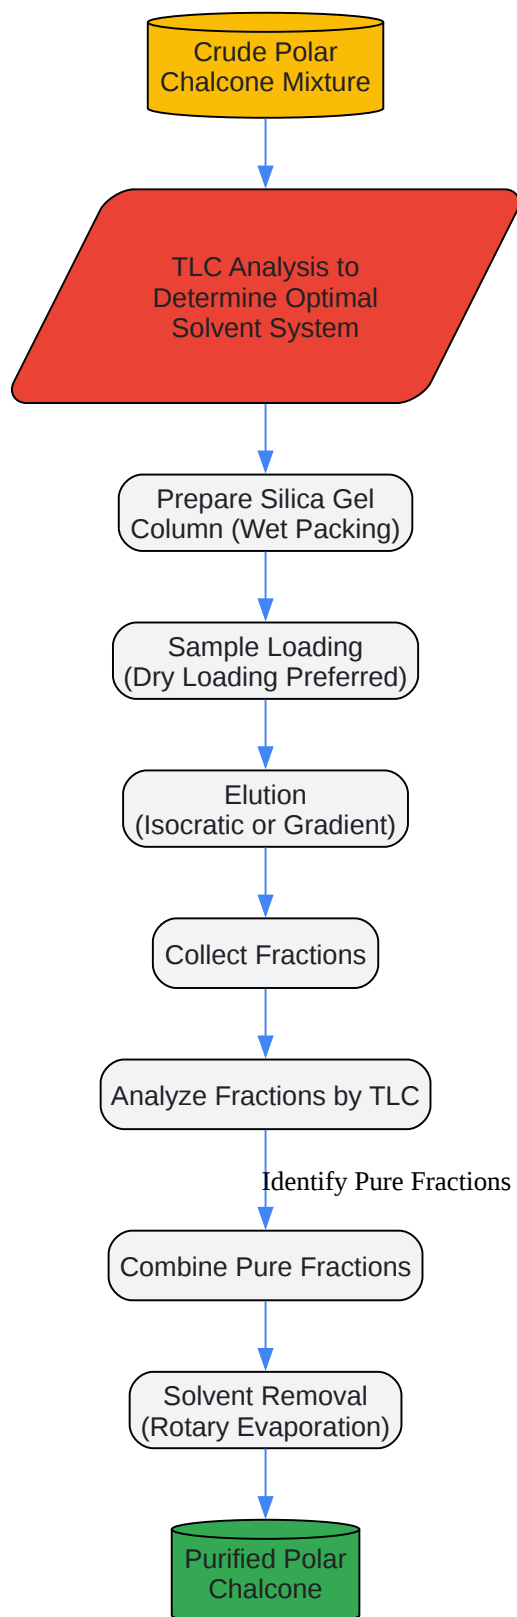 Crude Polar
Chalcone Mixture
TLC Analysis to
Determine Optimal
Solvent System
Prepare Silica Gel
Column (Wet Packing)
Sample Loading
(Dry Loading Preferred)
Elution
(Isocratic or Gradient)
Collect Fractions
Analyze Fractions by TLC
Identify Pure Fractions
Combine Pure Fractions
Solvent Removal
(Rotary Evaporation)
Purified Polar
Chalcone